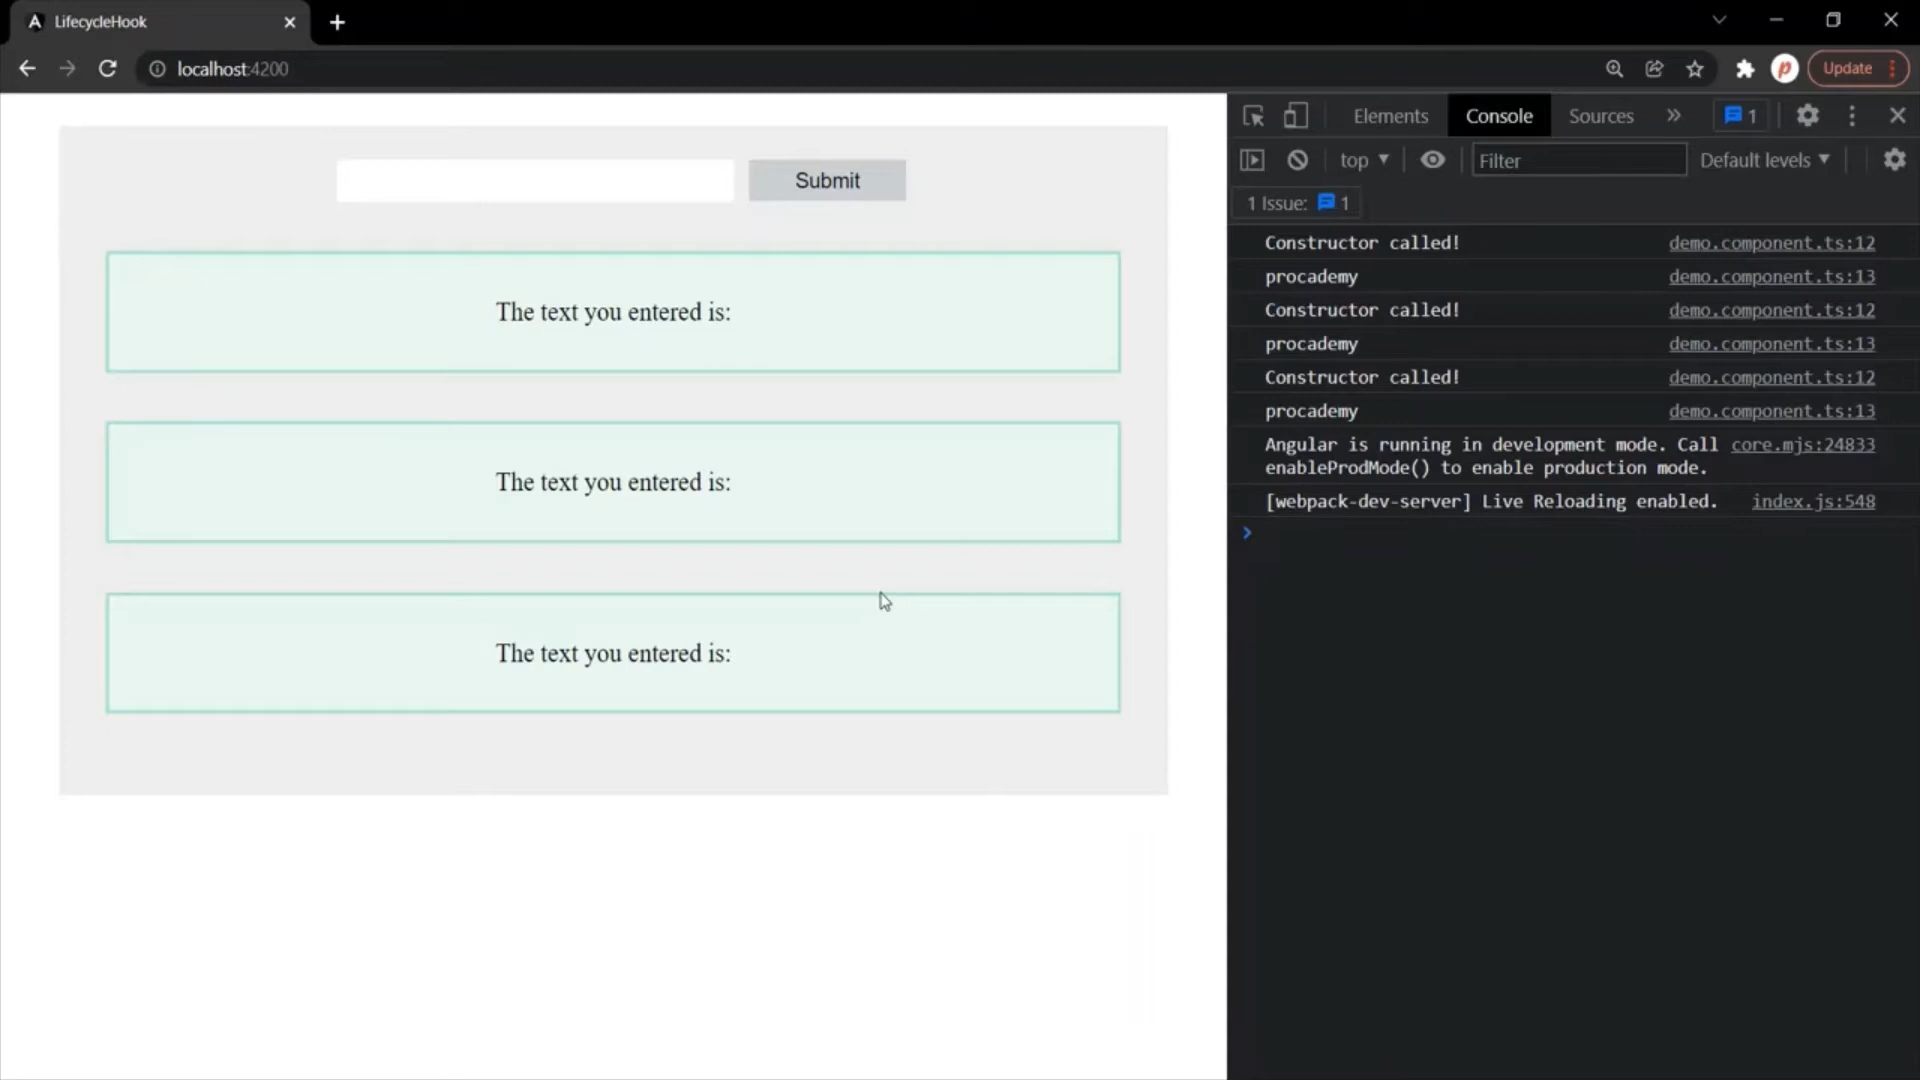 LifecycleHook
localhost:4200
Update
Submit
The text you entered is:
The text you entered is:
The text you entered is:
Elements Console Sources 1
top Filter Default levels
1 Issue: 1
Constructor called! demo.component.ts:12
procademy demo.component.ts:13
Constructor called! demo.component.ts:12
procademy demo.component.ts:13
Constructor called! demo.component.ts:12
procademy demo.component.ts:13
Angular is running in development mode. Call core.mjs:24833
enableProdMode() to enable production mode.
[webpack-dev-server] Live Reloading enabled. index.js:548